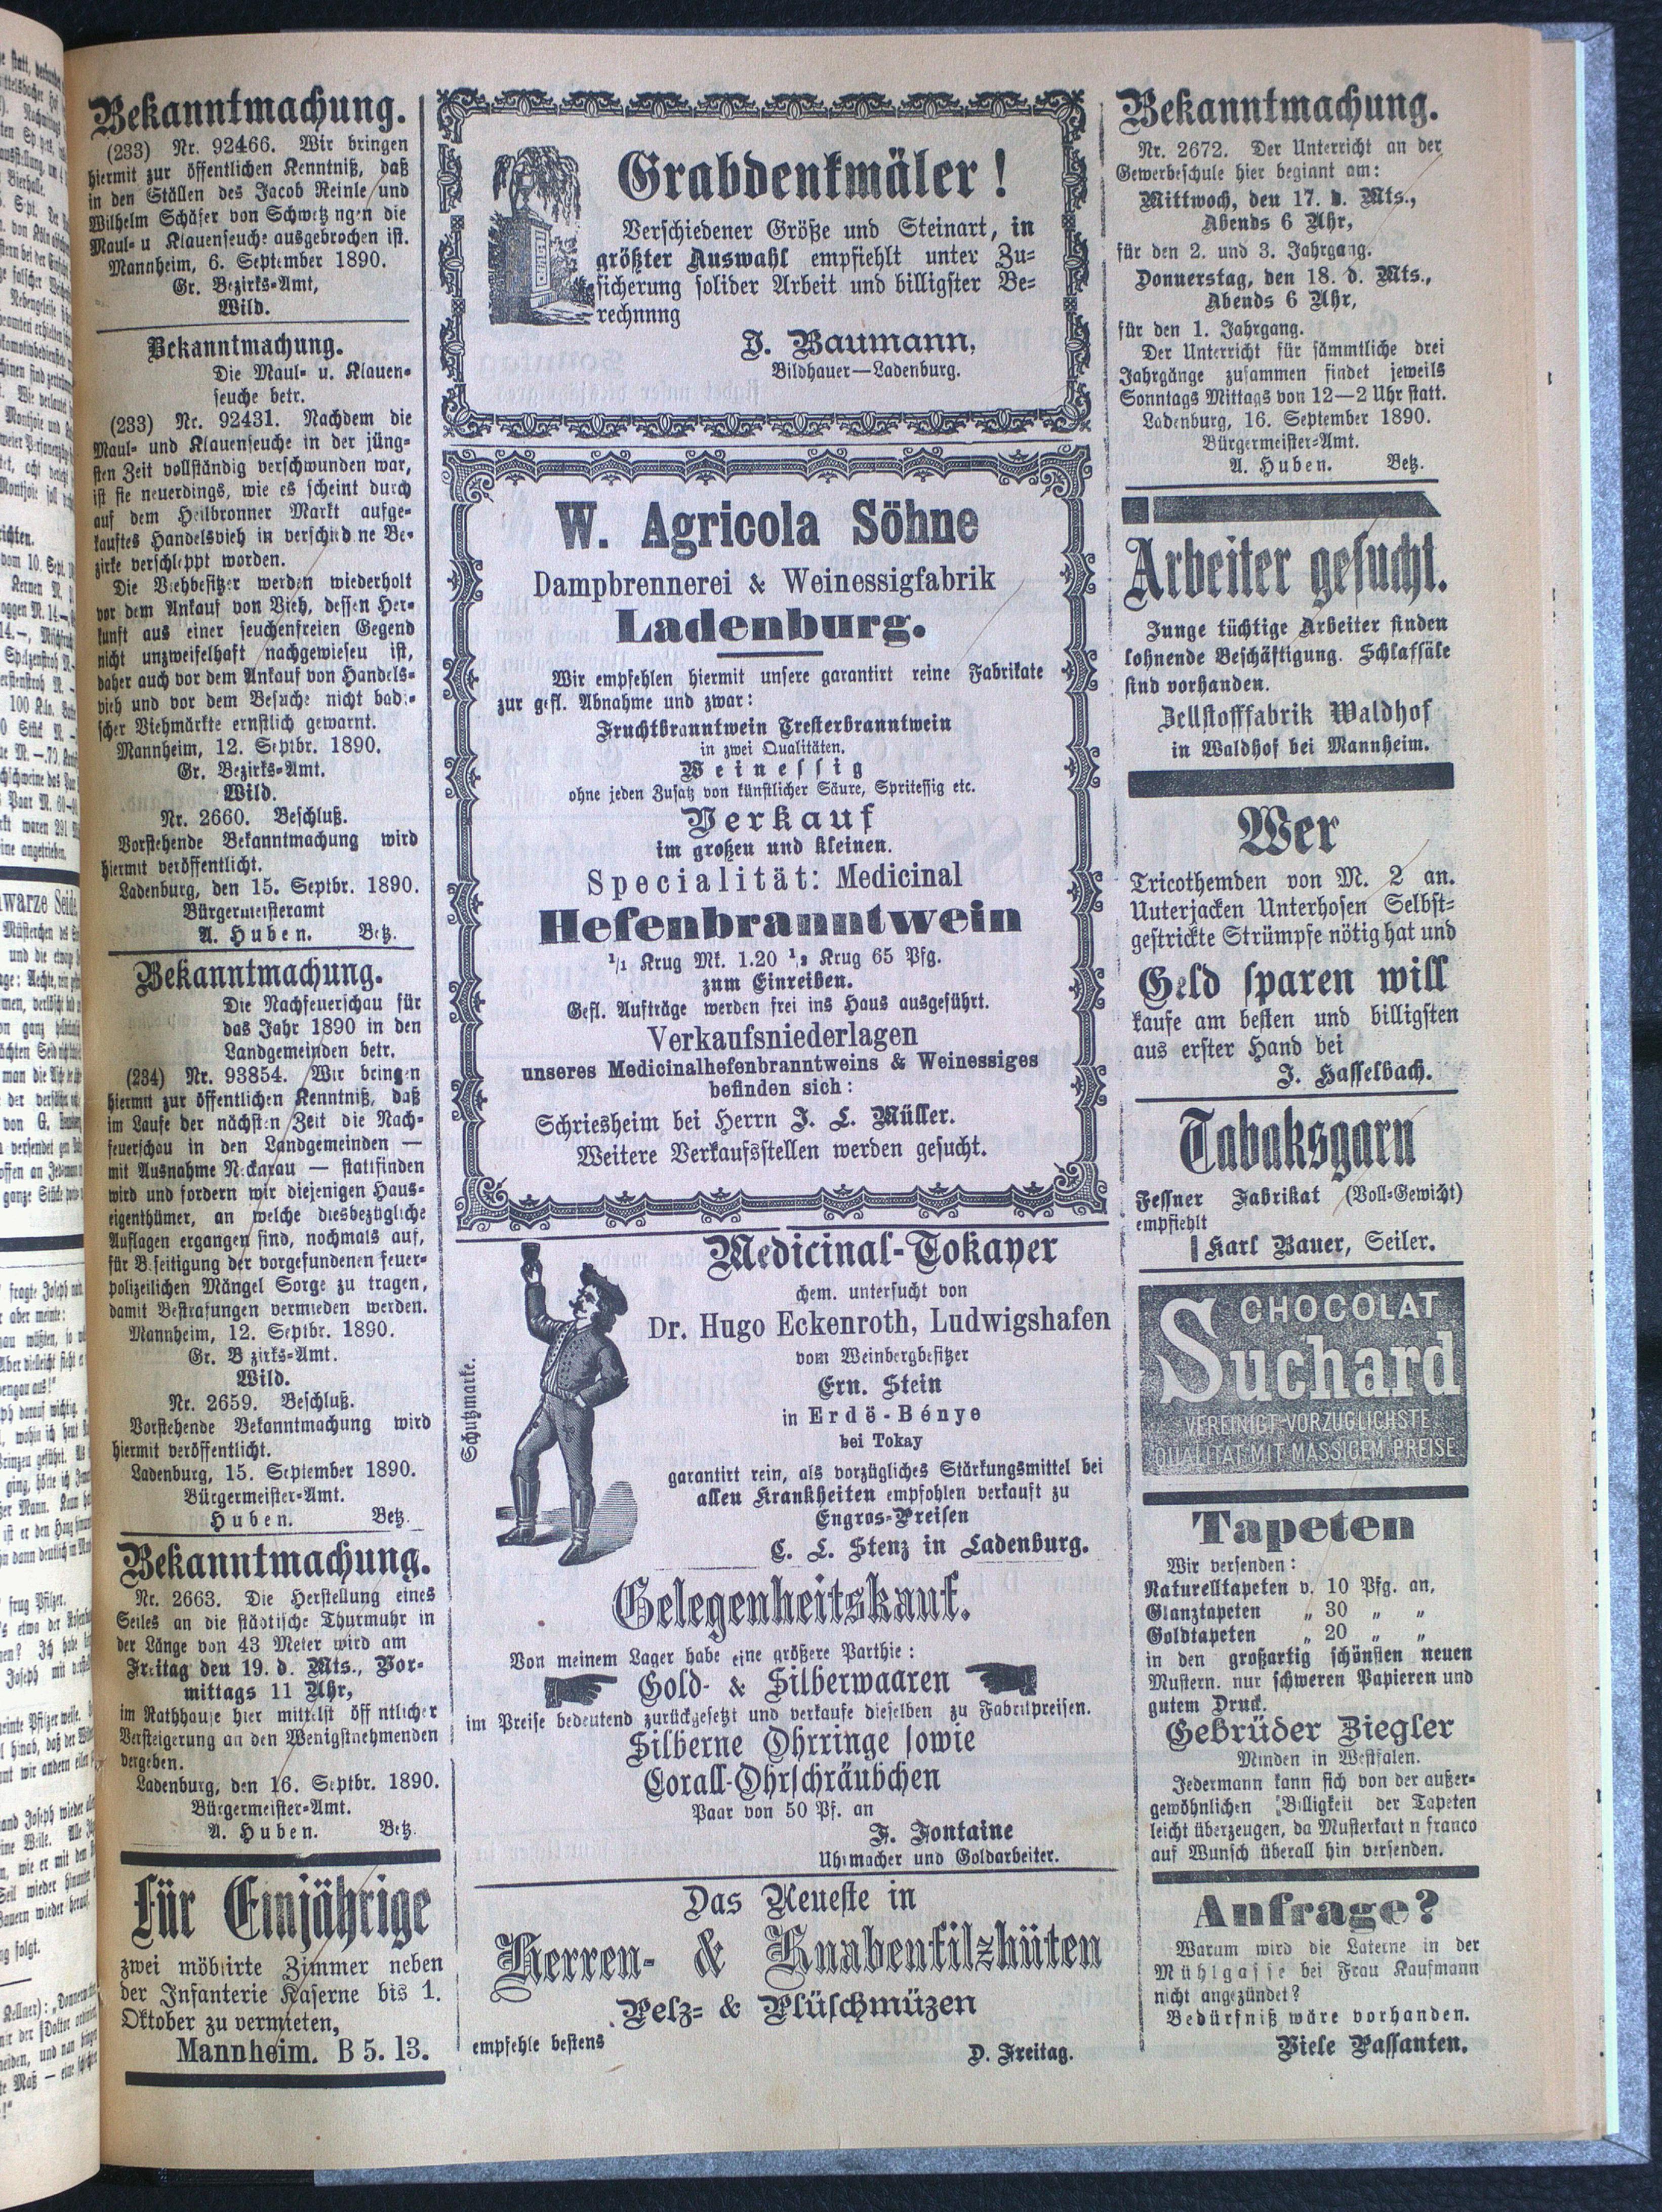 Bekanntmachung.
(233) Nr. 92466. Wir bringen
hiermit zur öffentlichen Kenntniß, daß
in den Ställen des Jacob Reinle und
Wilhelm Schäfer von Schwetz ngen die
Maul- u Klauenseuche ausgebrochen ist.
Mannheim, 6. September 1890.
Gr. Bezirks-Amt,
Wild.
Bekanntmachung.
Die Maul- u. Klauen-
seuche betr.
(233) Nr. 92431. Nachdem die
Maul- und Klauenseuche in der jüng-
sten Zeit vollständig verschwunden war,
ist sie neuerdings, wie es scheint durch
auf dem Heilbronner Markt aufge-
kauftes Handelsvieh in verschied ne Be-
zirke verschleppt worden.
Die Viehbesitzer werden wiederholt
vor dem Ankauf von Vieh, dessen Her-
kunft aus einer seuchenfreien Gegend
nicht unzweifelhaft nachgewiesen ist,
daher auch vor dem Ankauf von Handels-
vieh und vor dem Besuche nicht badi-
scher Viehmärkte ernstlich gewarnt.
Mannheim, 12. Septbr. 1890.
Gr. Bezirks-Amt.
Wild.
Nr. 2660. Beschluß.
Vorstehende Bekanntmachung wird
hiermit veröffentlicht.
Ladenburg, den 15. Septbr. 1890.
Bürgermeisteramt
A. Huben. Betz.
Bekanntmachung.
Die Nachfeuerschau für
das Jahr 1890 in den
Landgemeinden betr.
(234) Nr. 93854. Wir bringen
hiermit zur öffentlichen Kenntniß, daß
im Laufe der nächsten Zeit die Nach-
feuerschau in den Landgemeinden —
mit Ausnahme Neckarau — stattfinden
wird und fordern wir diejenigen Haus-
eigenthümer, an welche diesbezügliche
Auflagen ergangen sind, nochmals auf,
für B.seitigung der vorgefundenen feuer-
polizeilichen Mängel Sorge zu tragen,
damit Bestrafungen vermieden werden.
Mannheim, 12. Septbr. 1890.
Gr. B zirks-Amt.
Wild.
Nr. 2659. Beschluß.
Vorstehende Bekanntmachung wird
hiermit veröffentlicht.
Ladenburg, 15. September 1890.
Bürgermeister-Amt.
Huben. Betz.
Bekanntmachung.
Nr. 2663. Die Herstellung eines
Seiles an die städtische Thurmuhr in
der Länge von 43 Meter wird am
Freitag den 19. d. Mts., Vor-
mittags 11 Uhr,
im Rathhause hier mittelst öff ntlicher
Versteigerung an den Wenigstnehmenden
vergeben.
Ladenburg, den 16. Septbr. 1890.
Bürgermeister-Amt.
A. Huben. Betz.
Für Einjährige
zwei möblirte Zimmer neben
der Infanterie Kaserne bis 1.
Oktober zu vermieten,
Mannheim. B 5. 13.
Grabdenkmäler!
Verschiedener Größe und Steinart, in
größter Auswahl empfiehlt unter Zu-
sicherung solider Arbeit und billigster Be-
rechnnng
J. Baumann,
Bildhauer—Ladenburg.
W. Agricola Söhne
Dampbrennerei & Weinessigfabrik
Ladenburg.
Wir empfehlen hiermit unsere garantirt reine Fabrikate
zur gefl. Abnahme und zwar:
Fruchtbranntwein Tresterbranntwein
in zwei Qualitäten.
Weinessig
ohne jeden Zusatz von künstlicher Säure, Spritessig etc.
Verkauf
im großen und kleinen.
Specialität: Medicinal
Hefenbranntwein
1/1 Krug Mk. 1.20 1/2 Krug 65 Pfg.
zum Einreiben.
Gefl. Aufträge werden frei ins Haus ausgeführt.
Verkaufsniederlagen
unseres Medicinalhefenbranntweins & Weinessiges
befinden sich:
Schriesheim bei Herrn J. L. Müller.
Weitere Verkaufsstellen werden gesucht.
Schutzmarke.
Medicinal-Tokayer
chem. untersucht von
Dr. Hugo Eckenroth, Ludwigshafen
vom Weinbergbesitzer
Ern. Stein
in Erdö-Bénye
bei Tokay
garantirt rein, als vorzügliches Stärkungsmittel bei
allen Krankheiten empfohlen verkauft zu
Engros-Preisen
C. L. Stenz in Ladenburg.
Gelegenheitskauf.
Von meinem Lager habe eine größere Parthie:
Gold- & Silberwaaren
im Preise bedeutend zurückgesetzt und verkaufe dieselben zu Fabrikpreisen.
Silberne Ohrringe sowie
Corall-Ohrschräubchen
Paar von 50 Pf. an
F. Fontaine
Uhrmacher und Goldarbeiter.
Das Neueste in
Herren- & Knabenfilzhüten
Pelz- & Plüschmüzen
empfehle bestens
D. Freitag.
Bekanntmachung.
Nr. 2672. Der Unterricht an der
Gewerbeschule hier beginnt am:
Mittwoch, den 17. d. Mts.,
Abends 6 Uhr,
für den 2. und 3. Jahrgang.
Donnerstag, den 18. d. Mts.,
Abends 6 Uhr,
für den 1. Jahrgang.
Der Unterricht für sämmtliche drei
Jahrgänge zusammen findet jeweils
Sonntags Mittags von 12—2 Uhr statt.
Ladenburg, 16. September 1890.
Bürgermeister-Amt.
A. Huben. Betz.
Arbeiter gesucht.
Junge tüchtige Arbeiter finden
lohnende Beschäftigung. Schlafsäle
sind vorhanden.
Zellstofffabrik Waldhof
in Waldhof bei Mannheim.
Wer
Tricothemden von M. 2 an.
Unterjacken Unterhosen Selbst-
gestrickte Strümpfe nötig hat und
Geld sparen will
kaufe am besten und billigsten
aus erster Hand bei
J. Hasselbach.
Tabaksgarn
Fessner Fabrikat (Voll-Gewicht)
empfiehlt
Karl Bauer, Seiler.
CHOCOLAT
Suchard
VEREINIGT VORZÜGLICHSTE
QUALITÄT MIT MÄSSIGEM PREISE
Tapeten
Wir versenden:
Naturelltapeten v. 10 Pfg. an,
Glanztapeten „ 30 „ „
Goldtapeten „ 20 „ „
in den großartig schönsten neuen
Mustern. nur schweren Papieren und
gutem Druck.
Gebrüder Ziegler
Minden in Westfalen.
Jedermann kann sich von der außer-
gewöhnlichen Billigkeit der Tapeten
leicht überzeugen, da Musterkart n franco
auf Wunsch überall hin versenden.
Anfrage?
Warum wird die Laterne in der
Mühlgasse bei Frau Kaufmann
nicht angezündet?
Bedürfniß wäre vorhanden.
Viele Passanten.